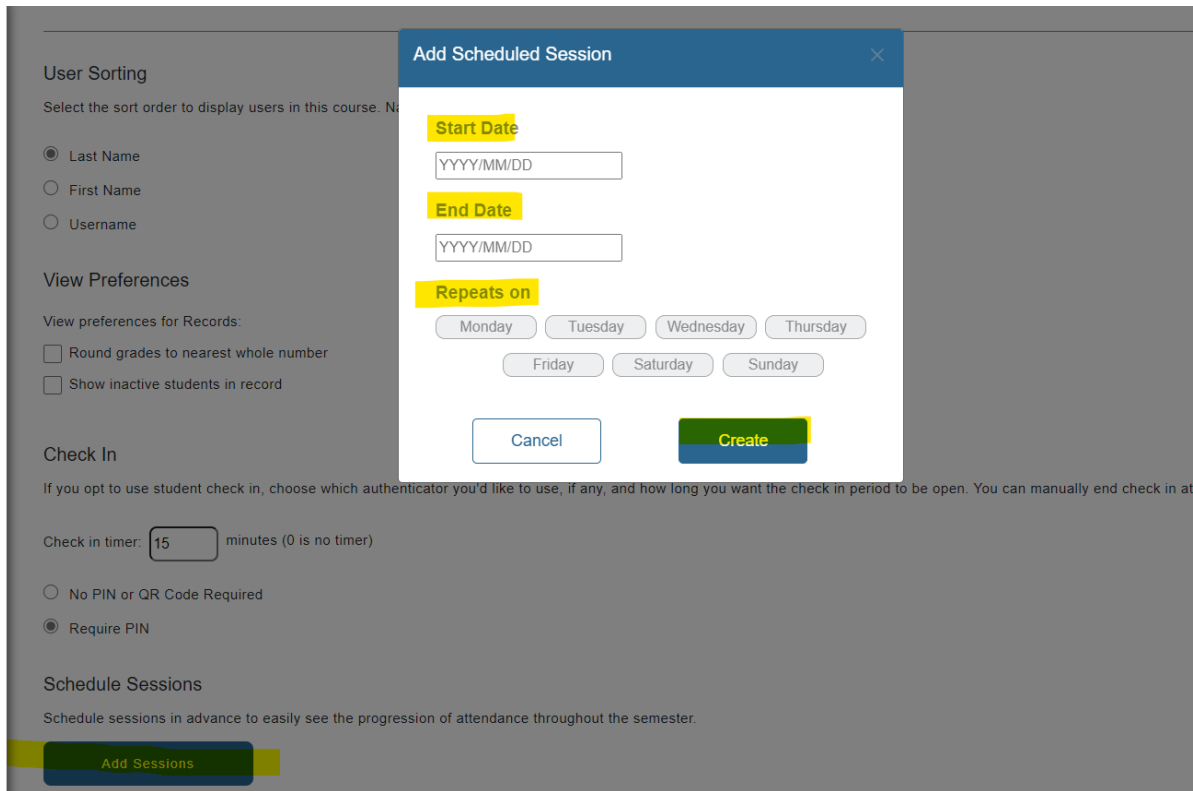 User Sorting
Select the sort order to display users in this course.
Last Name
First Name
Username
View Preferences
View preferences for Records:
Round grades to nearest whole number
Show inactive students in record
Check In
If you opt to use student check in, choose which authenticator you'd like to use, if any, and how long you want the check in period to be open. You can manually end check in at
Check in timer: 15 minutes (0 is no timer)
No PIN or QR Code Required
Require PIN
Schedule Sessions
Schedule sessions in advance to easily see the progression of attendance throughout the semester.
Add Sessions
Add Scheduled Session
Start Date
YYYY/MM/DD
End Date
YYYY/MM/DD
Repeats on
Monday Tuesday Wednesday Thursday
Friday Saturday Sunday
Cancel Create